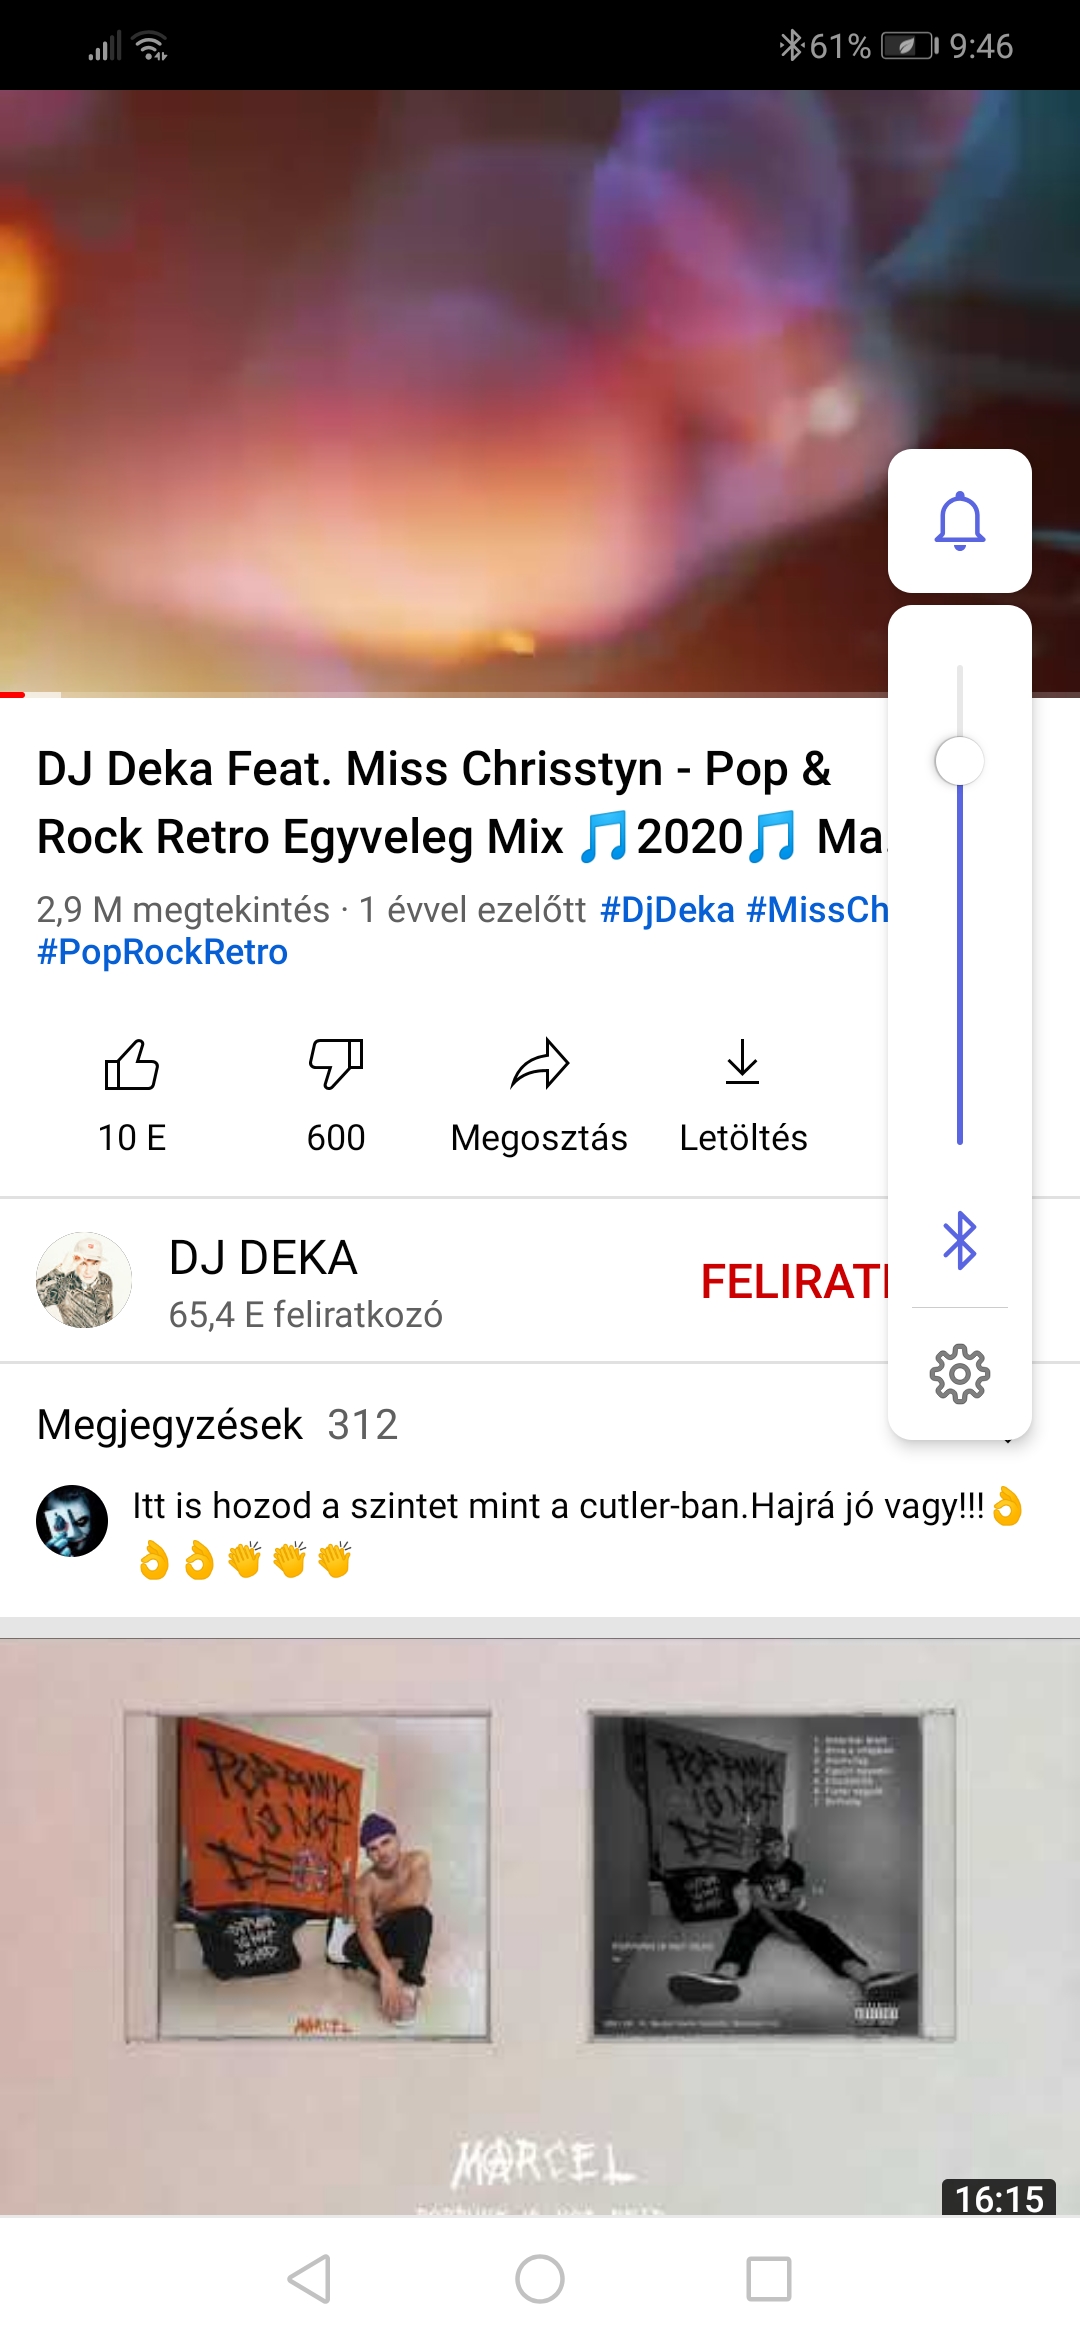 61% 9:46
DJ Deka Feat. Miss Chrisstyn - Pop &
Rock Retro Egyveleg Mix 🎵2020🎵 Ma
2,9 M megtekintés · 1 évvel ezelőtt #DjDeka #MissCh
#PopRockRetro
10 E 600 Megosztás Letöltés
DJ DEKA
65,4 E feliratkozó
FELIRAT
Megjegyzések 312
Itt is hozod a szintet mint a cutler-ban.Hajrá jó vagy!!!👌
👌👌👏👏👏
POP PUNK
IS NOT
DEAD
MARCEL
MARCEL
16:15